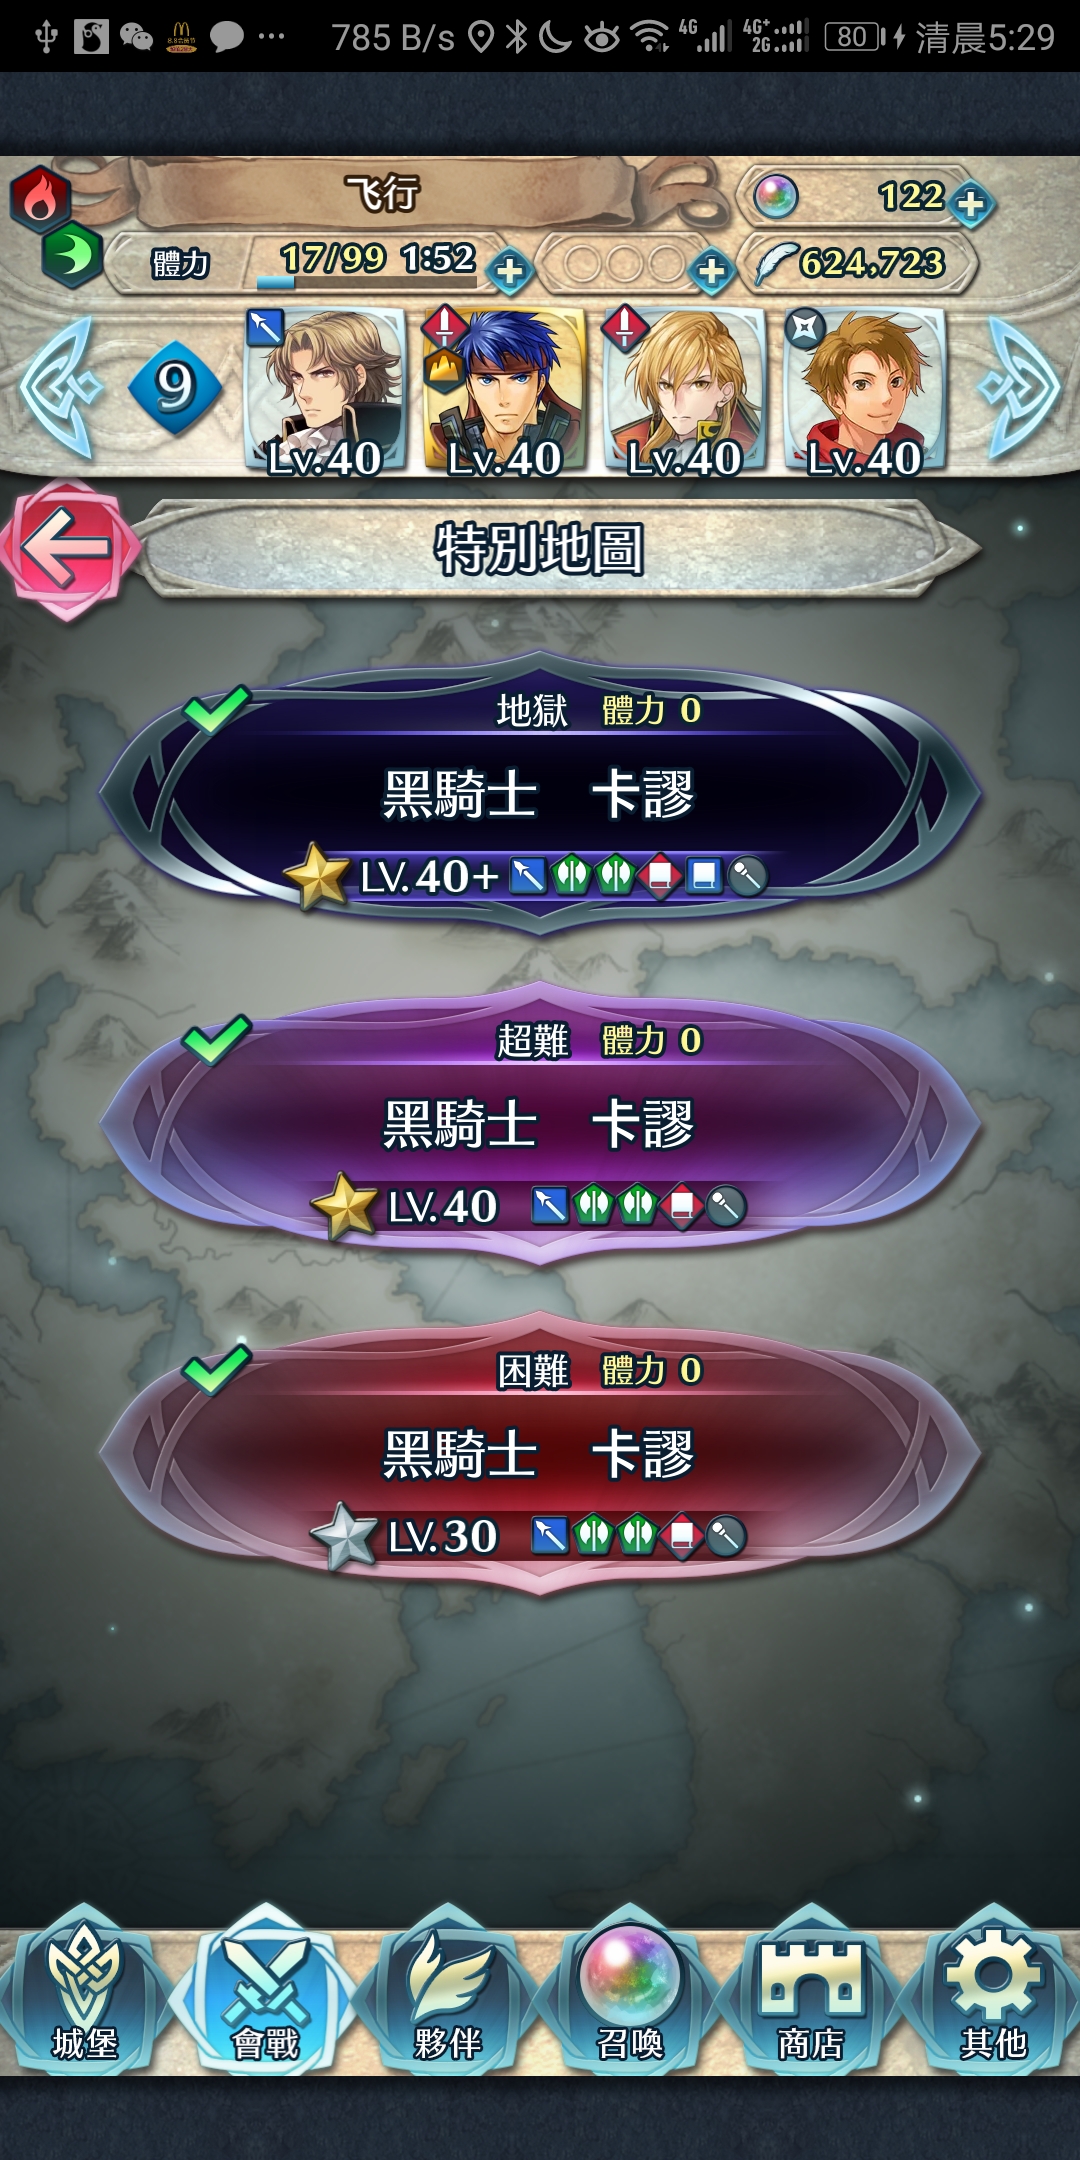 785 B/s 4G 4G+ 2G 80 清晨5:29
飞行
122
體力 17/99 1:52
624,723
9
Lv.40 Lv.40 Lv.40 Lv.40
特別地圖
地獄 體力 0
黑騎士 卡謬
LV.40+
超難 體力 0
黑騎士 卡謬
LV.40
困難 體力 0
黑騎士 卡謬
LV.30
城堡 會戰 夥伴 召喚 商店 其他